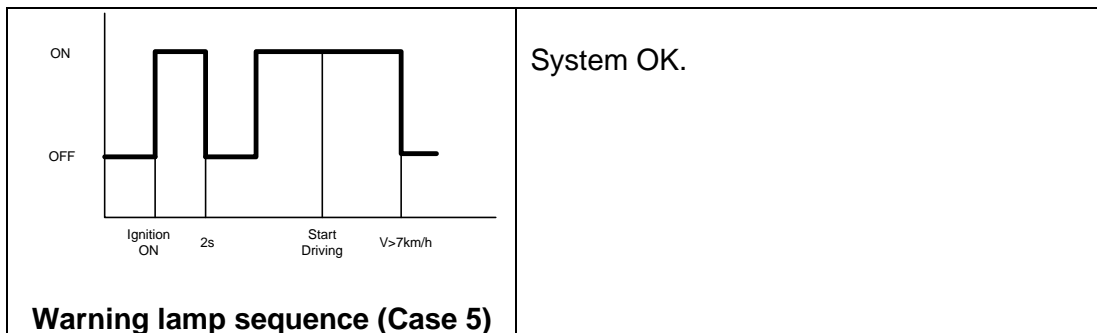 ON
System OK.
OFF
Ignition
ON
2s
Start
Driving
V>7km/h
Warning lamp sequence (Case 5)